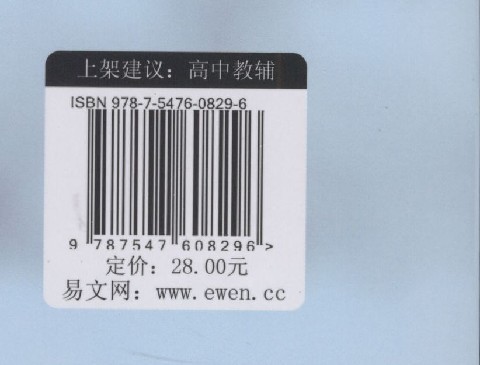 上架建议：高中教辅
ISBN 978-7-5476-0829-6
9 787547 608296 >
定价：28.00元
易文网：www.ewen.cc